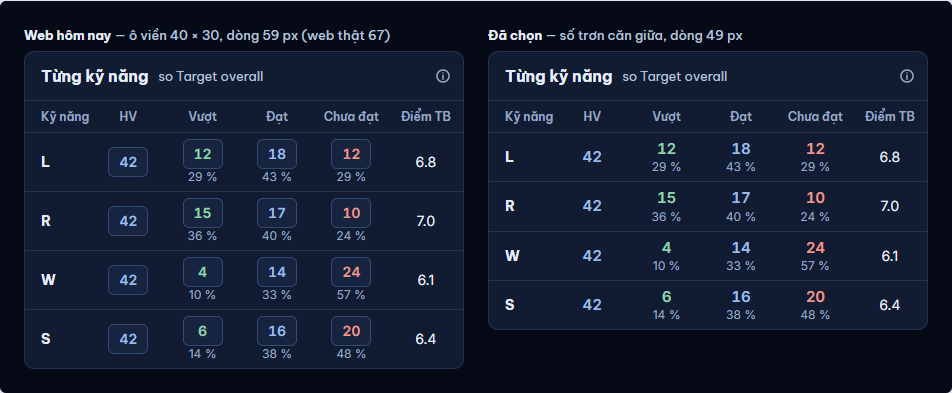 Web hôm nay — ô viền 40 × 30, dòng 59 px (web thật 67)
Từng kỹ năng so Target overall
Kỹ năng HV Vượt Đạt Chưa đạt Điểm TB
L 42 12 18 12 6.8
29 % 43 % 29 %
R 42 15 17 10 7.0
36 % 40 % 24 %
W 42 4 14 24 6.1
10 % 33 % 57 %
S 42 6 16 20 6.4
14 % 38 % 48 %
Đã chọn — số trơn căn giữa, dòng 49 px
Từng kỹ năng so Target overall
Kỹ năng HV Vượt Đạt Chưa đạt Điểm TB
L 42 12 18 12 6.8
29 % 43 % 29 %
R 42 15 17 10 7.0
36 % 40 % 24 %
W 42 4 14 24 6.1
10 % 33 % 57 %
S 42 6 16 20 6.4
14 % 38 % 48 %